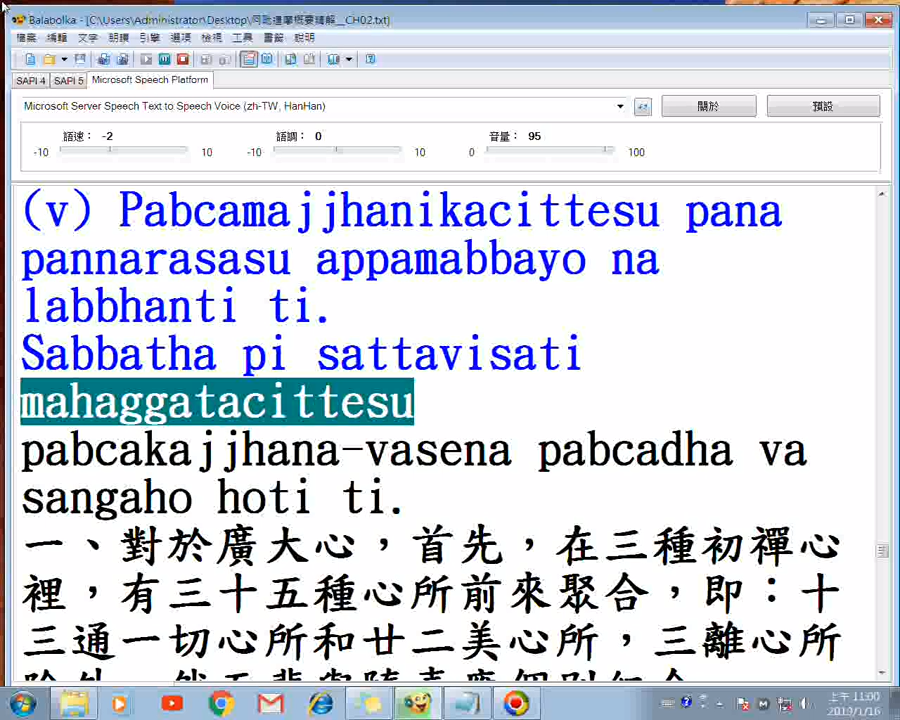 Balabolka - [C:\Users\Administrator\Desktop\阿毗達摩概要精解__CH02.txt]
檔案 編輯 文字 朗讀 引擎 選項 檢視 工具 書籤 說明
SAPI 4 SAPI 5 Microsoft Speech Platform
Microsoft Server Speech Text to Speech Voice (zh-TW, HanHan) 關於 預設
語速： -2 語調： 0 音量： 95
-10 10 -10 10 0 100
(v) Pabcamajjhanikacittesu pana
pannarasasu appamabbayo na
labbhanti ti.
Sabbatha pi sattavisati
mahaggatacittesu
pabcakajjhana-vasena pabcadha va
sangaho hoti ti.
一、對於廣大心，首先，在三種初禪心
裡，有三十五種心所前來聚合，即：十
三通一切心所和廿二美心所，三離心所
上午 11:00
2019/1/16